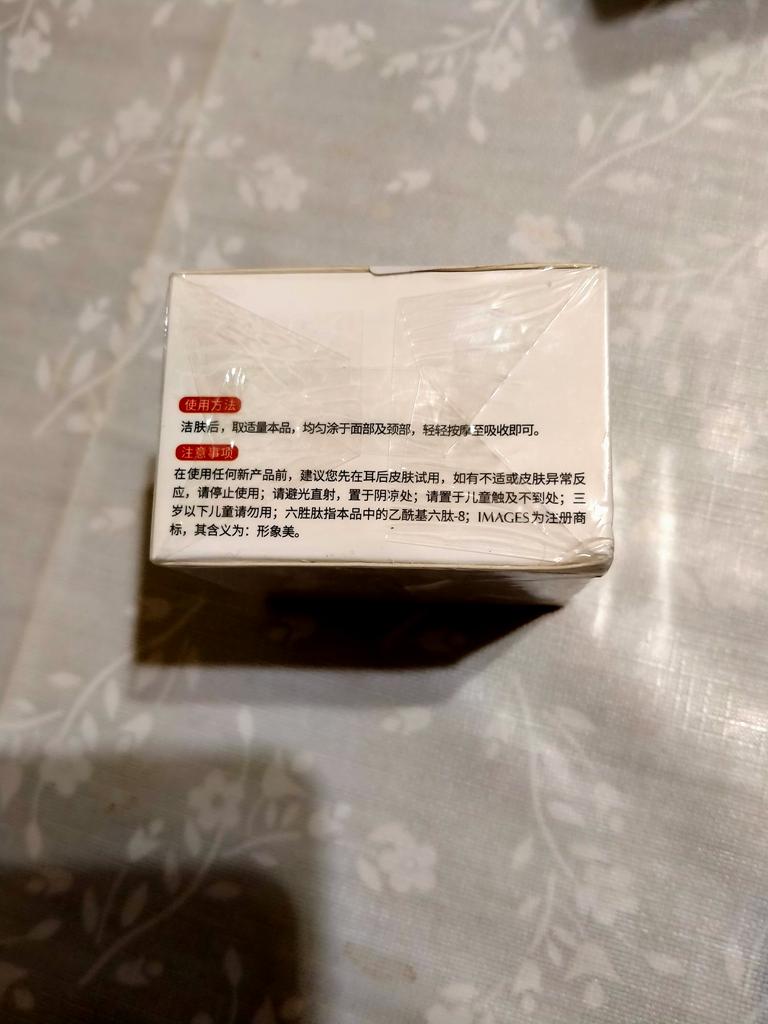 使用方法
洁肤后，取适量本品，均匀涂于面部及颈部，轻轻按摩至吸收即可。
注意事项
在使用任何新产品前，建议您先在耳后皮肤试用，如有不适或皮肤异常反
应，请停止使用；请避光直射，置于阴凉处；请置于儿童触及不到处；三
岁以下儿童请勿用；六胜肽指本品中的乙酰基六肽-8；IMAGES为注册商
标，其含义为：形象美。